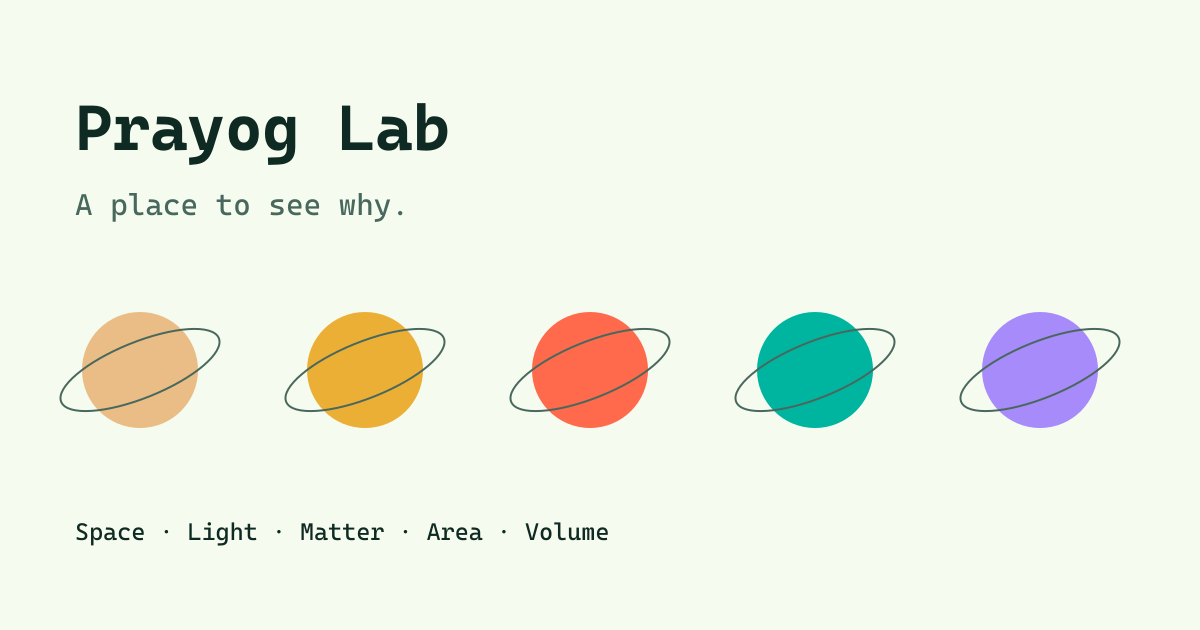 Prayog Lab
A place to see why.
Space · Light · Matter · Area · Volume